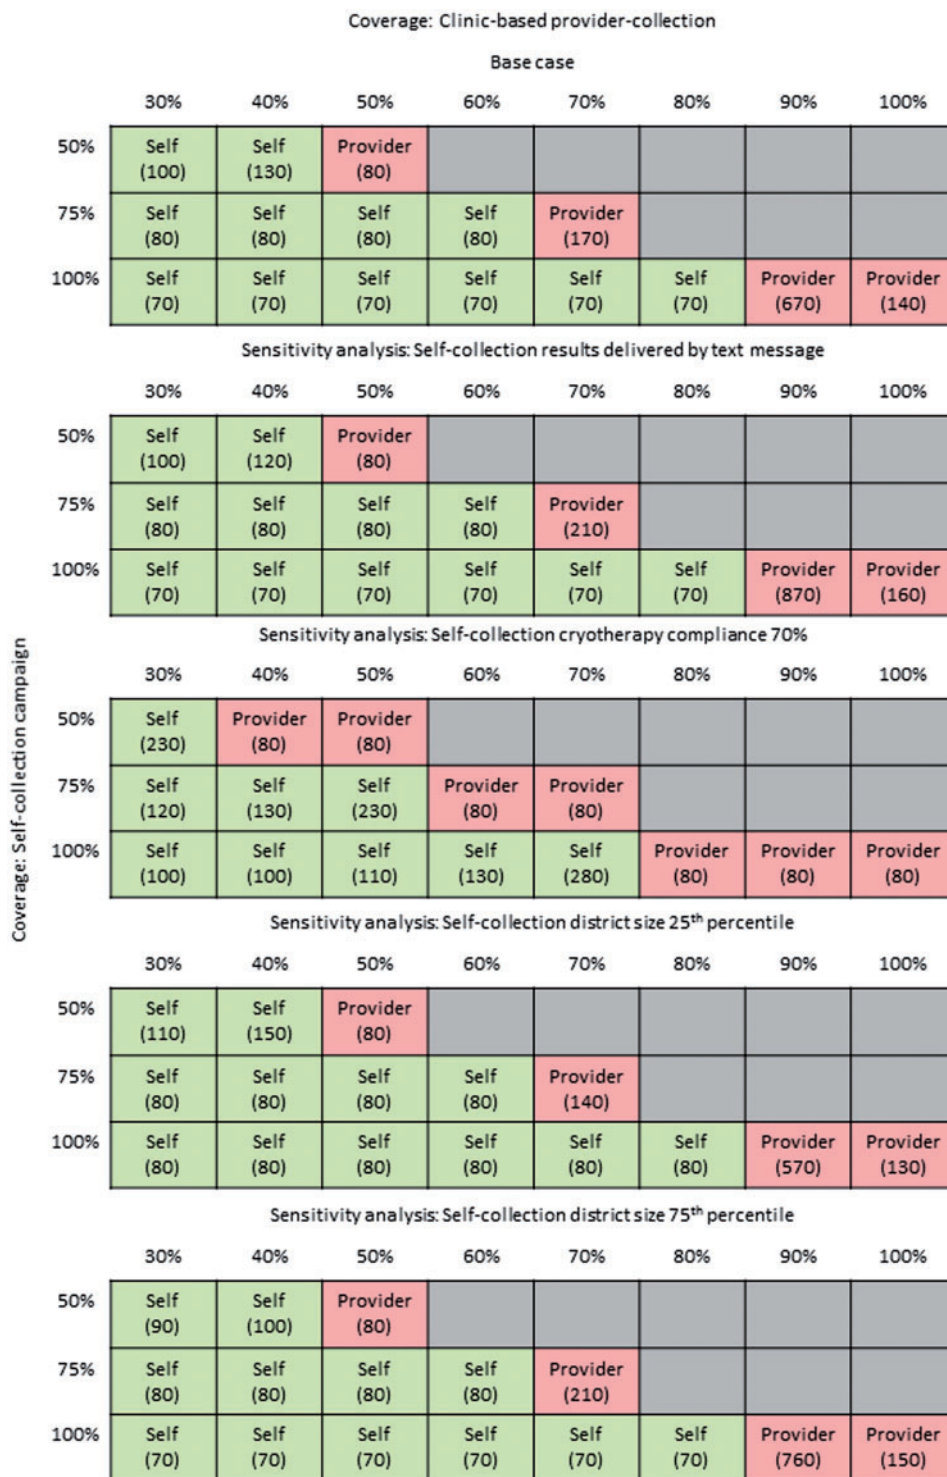 Coverage: Clinic-based provider-collection
Base case
30% 40% 50% 60% 70% 80% 90% 100%
50% Self Self Provider
(100) (130) (80)
75% Self Self Self Self Provider
(80) (80) (80) (80) (170)
100% Self Self Self Self Self Self Provider Provider
(70) (70) (70) (70) (70) (70) (670) (140)
Sensitivity analysis: Self-collection results delivered by text message
30% 40% 50% 60% 70% 80% 90% 100%
50% Self Self Provider
(100) (120) (80)
75% Self Self Self Self Provider
(80) (80) (80) (80) (210)
100% Self Self Self Self Self Self Provider Provider
(70) (70) (70) (70) (70) (70) (870) (160)
Sensitivity analysis: Self-collection cryotherapy compliance 70%
30% 40% 50% 60% 70% 80% 90% 100%
50% Self Provider Provider
(230) (80) (80)
75% Self Self Self Provider Provider
(120) (130) (230) (80) (80)
100% Self Self Self Self Self Provider Provider Provider
(100) (100) (110) (130) (280) (80) (80) (80)
Coverage: Self-collection campaign
Sensitivity analysis: Self-collection district size 25th percentile
30% 40% 50% 60% 70% 80% 90% 100%
50% Self Self Provider
(110) (150) (80)
75% Self Self Self Self Provider
(80) (80) (80) (80) (140)
100% Self Self Self Self Self Self Provider Provider
(80) (80) (80) (80) (80) (80) (570) (130)
Sensitivity analysis: Self-collection district size 75th percentile
30% 40% 50% 60% 70% 80% 90% 100%
50% Self Self Provider
(90) (100) (80)
75% Self Self Self Self Provider
(80) (80) (80) (80) (210)
100% Self Self Self Self Self Self Provider Provider
(70) (70) (70) (70) (70) (70) (760) (150)